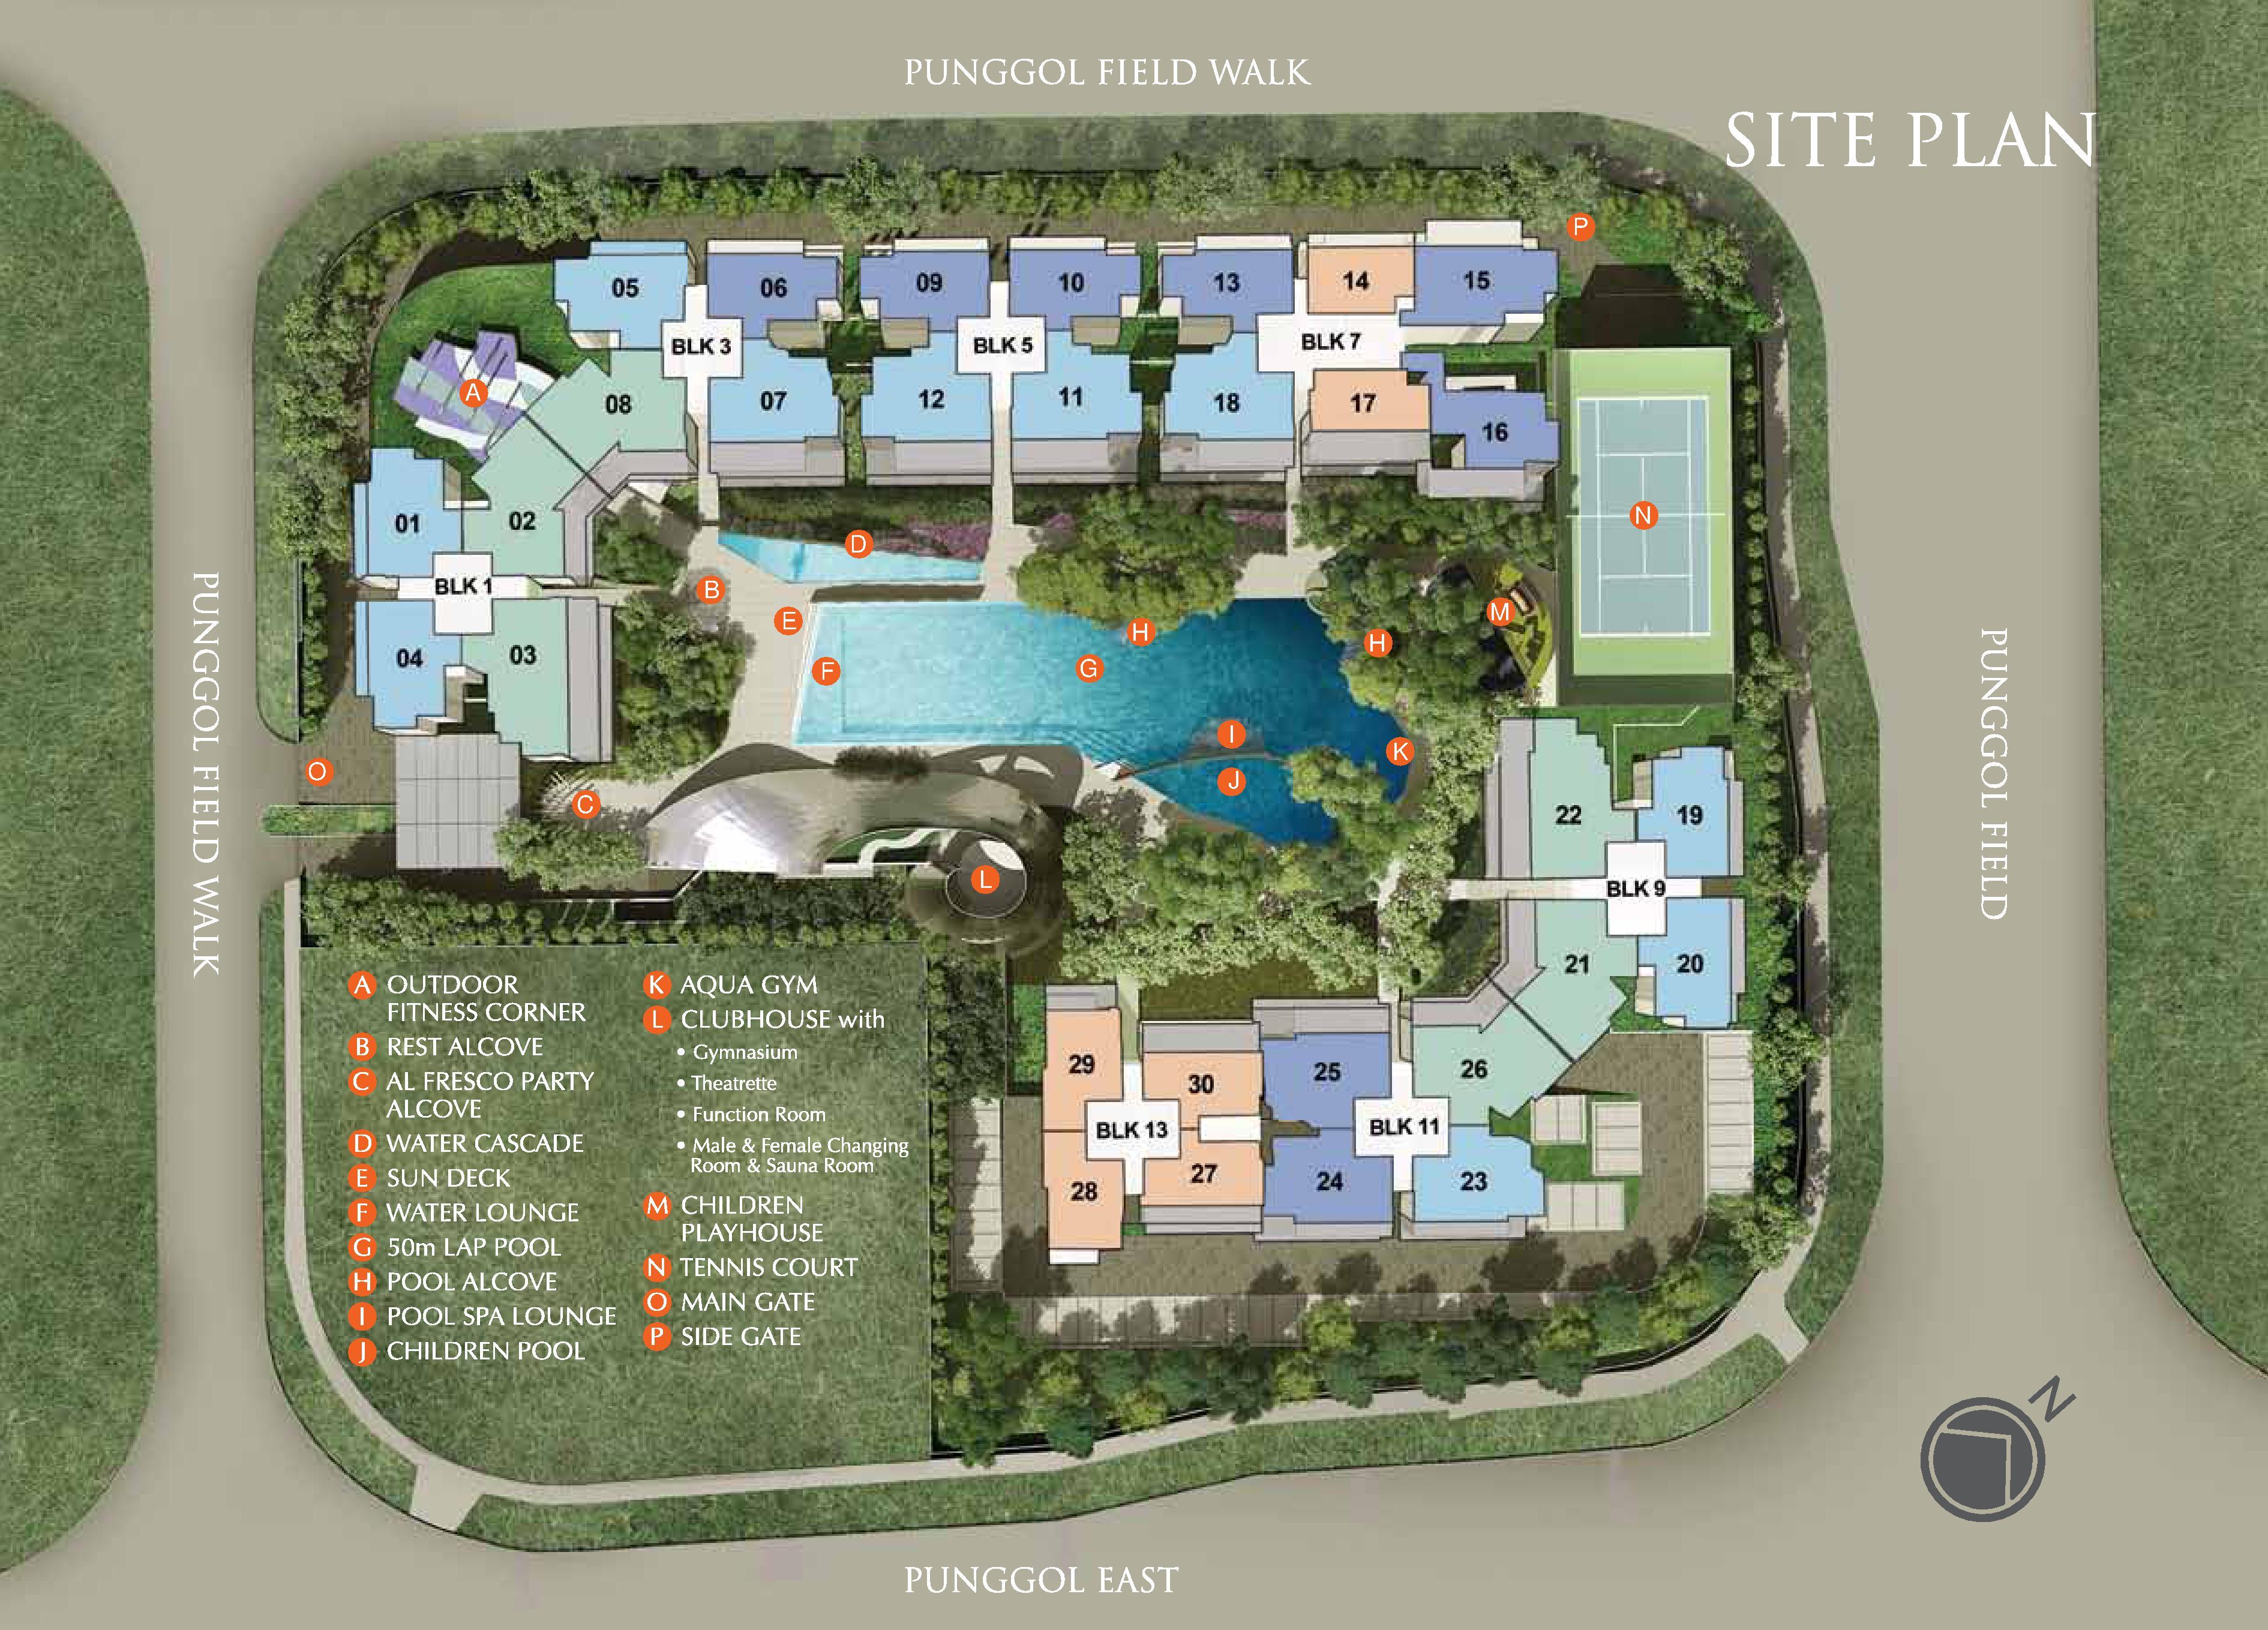 PUNGGOL FIELD WALK
SITE PLAN
P
05
06
09
10
13
14
15
BLK 3
BLK 5
BLK 7
A
08
07
12
11
18
17
16
01
02
N
D
BLK 1
B
E
M
H
H
04
03
F
G
PUNGGOL FIELD WALK
PUNGGOL FIELD
I
K
O
J
C
22
19
L
BLK 9
21
20
A OUTDOOR
FITNESS CORNER
B REST ALCOVE
C AL FRESCO PARTY
ALCOVE
D WATER CASCADE
E SUN DECK
F WATER LOUNGE
G 50m LAP POOL
H POOL ALCOVE
I POOL SPA LOUNGE
J CHILDREN POOL
K AQUA GYM
L CLUBHOUSE with
• Gymnasium
• Theatrette
• Function Room
• Male & Female Changing
Room & Sauna Room
M CHILDREN
PLAYHOUSE
N TENNIS COURT
O MAIN GATE
P SIDE GATE
29
30
25
26
BLK 13
BLK 11
28
27
24
23
N
PUNGGOL EAST